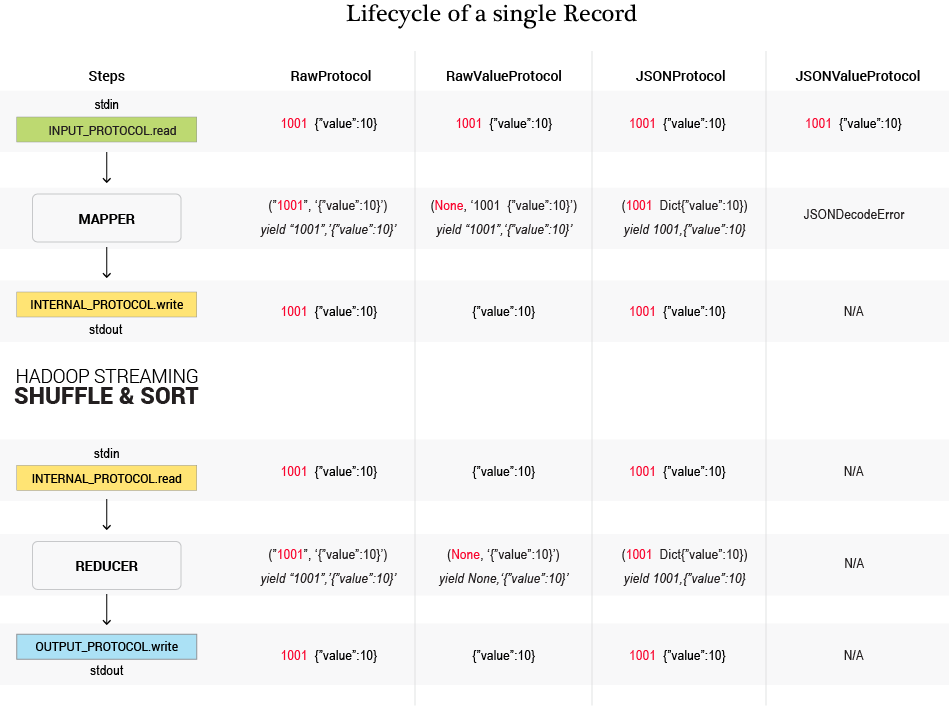 Lifecycle of a single Record
Steps RawProtocol RawValueProtocol JSONProtocol JSONValueProtocol
stdin
INPUT_PROTOCOL.read 1001 {"value":10} 1001 {"value":10} 1001 {"value":10} 1001 {"value":10}
MAPPER ("1001", ‘{"value":10}’) (None, ‘1001 {"value":10}’) (1001 Dict{"value":10}) JSONDecodeError
yield “1001”,‘{"value":10}’ yield “1001”,‘{"value":10}’ yield 1001,{"value":10}
INTERNAL_PROTOCOL.write 1001 {"value":10} {"value":10} 1001 {"value":10} N/A
stdout
HADOOP STREAMING
SHUFFLE & SORT
stdin
INTERNAL_PROTOCOL.read 1001 {"value":10} {"value":10} 1001 {"value":10} N/A
REDUCER ("1001", ‘{"value":10}’) (None, ‘{"value":10}’) (1001 Dict{"value":10}) N/A
yield “1001”,‘{"value":10}’ yield None,‘{"value":10}’ yield 1001,{"value":10}
OUTPUT_PROTOCOL.write 1001 {"value":10} {"value":10} 1001 {"value":10} N/A
stdout